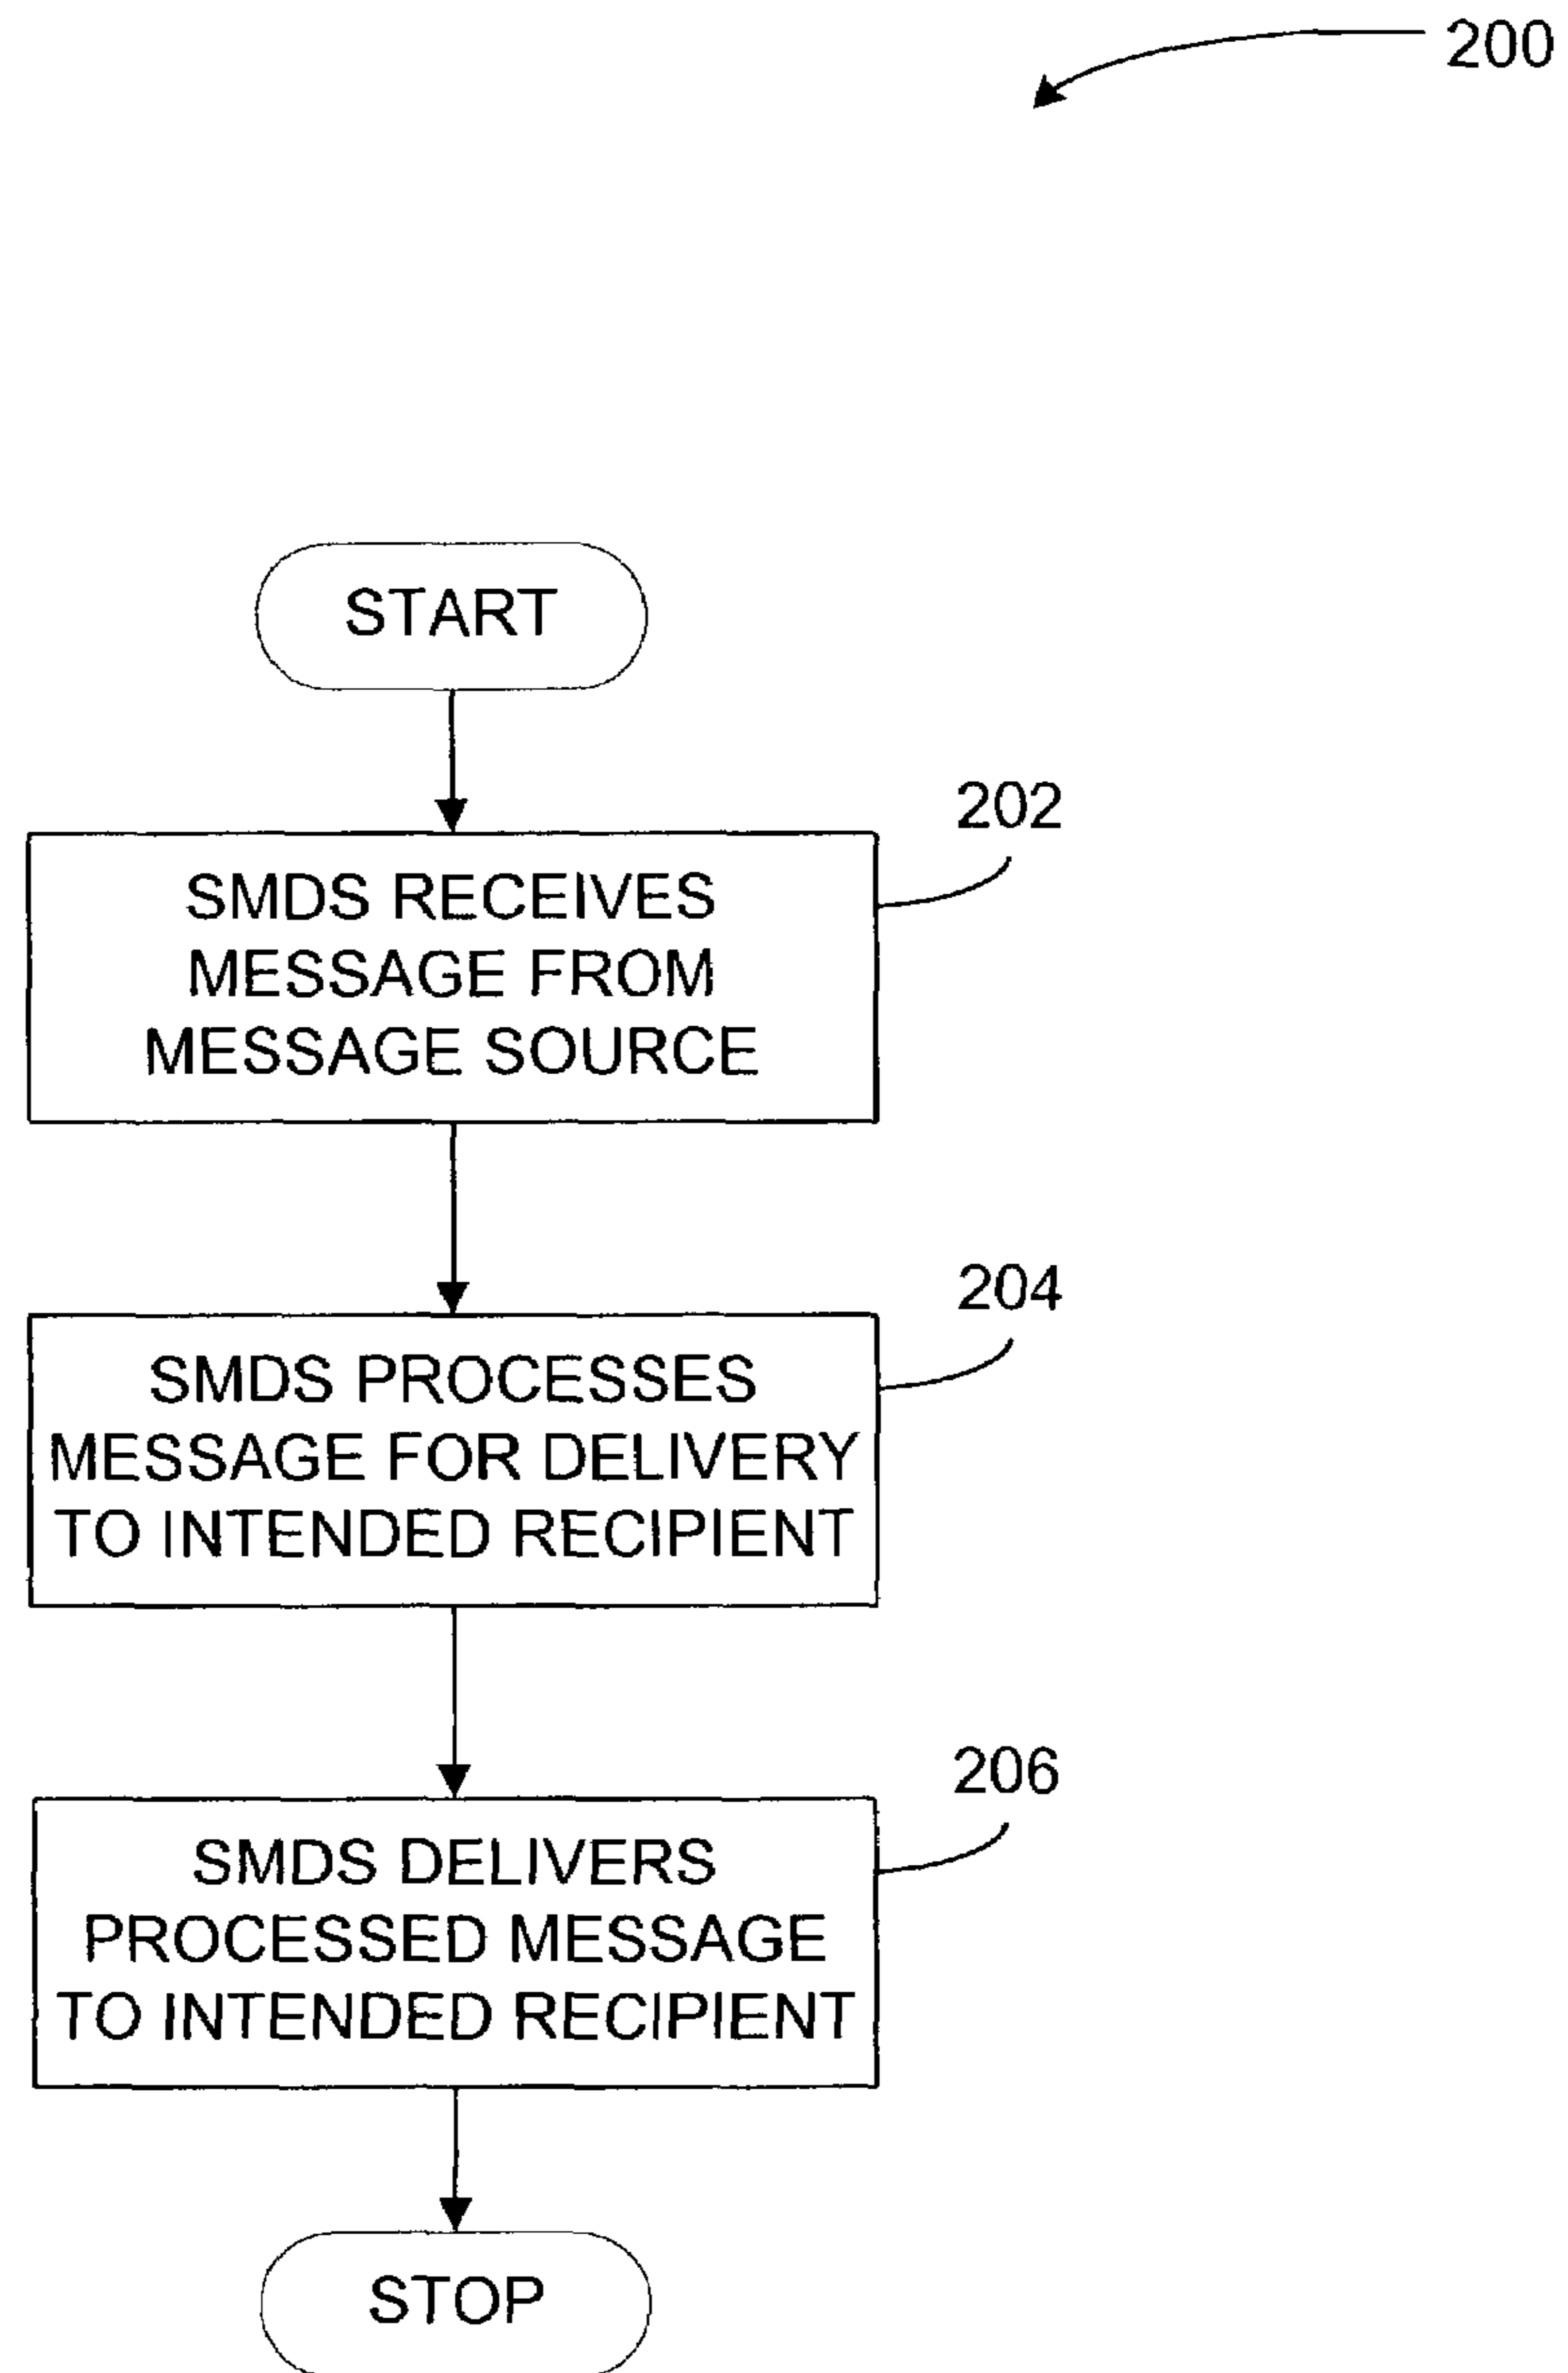 200
START
202
SMDS RECEIVES
MESSAGE FROM
MESSAGE SOURCE
204
SMDS PROCESSES
MESSAGE FOR DELIVERY
TO INTENDED RECIPIENT
206
SMDS DELIVERS
PROCESSED MESSAGE
TO INTENDED RECIPIENT
STOP